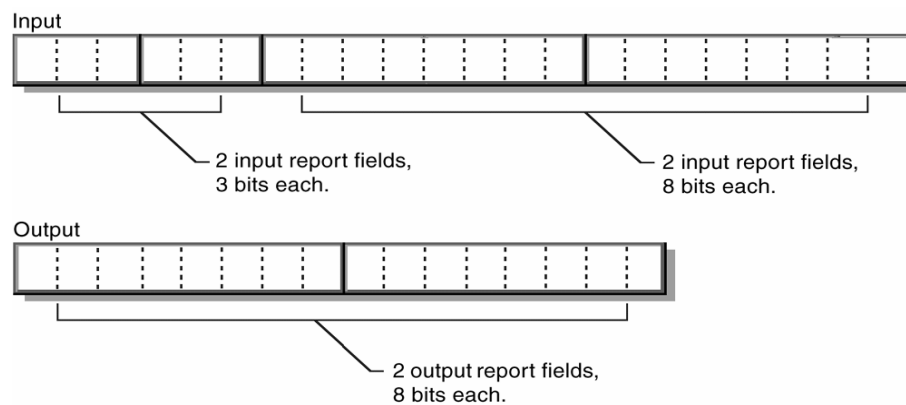 Input
2 input report fields,
3 bits each.
2 input report fields,
8 bits each.
Output
2 output report fields,
8 bits each.